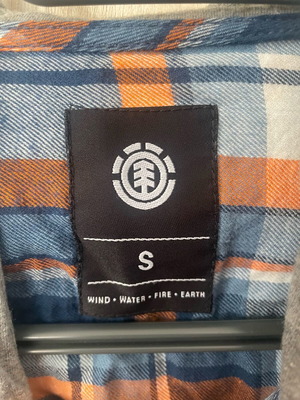 S
WIND • WATER • FIRE • EARTH